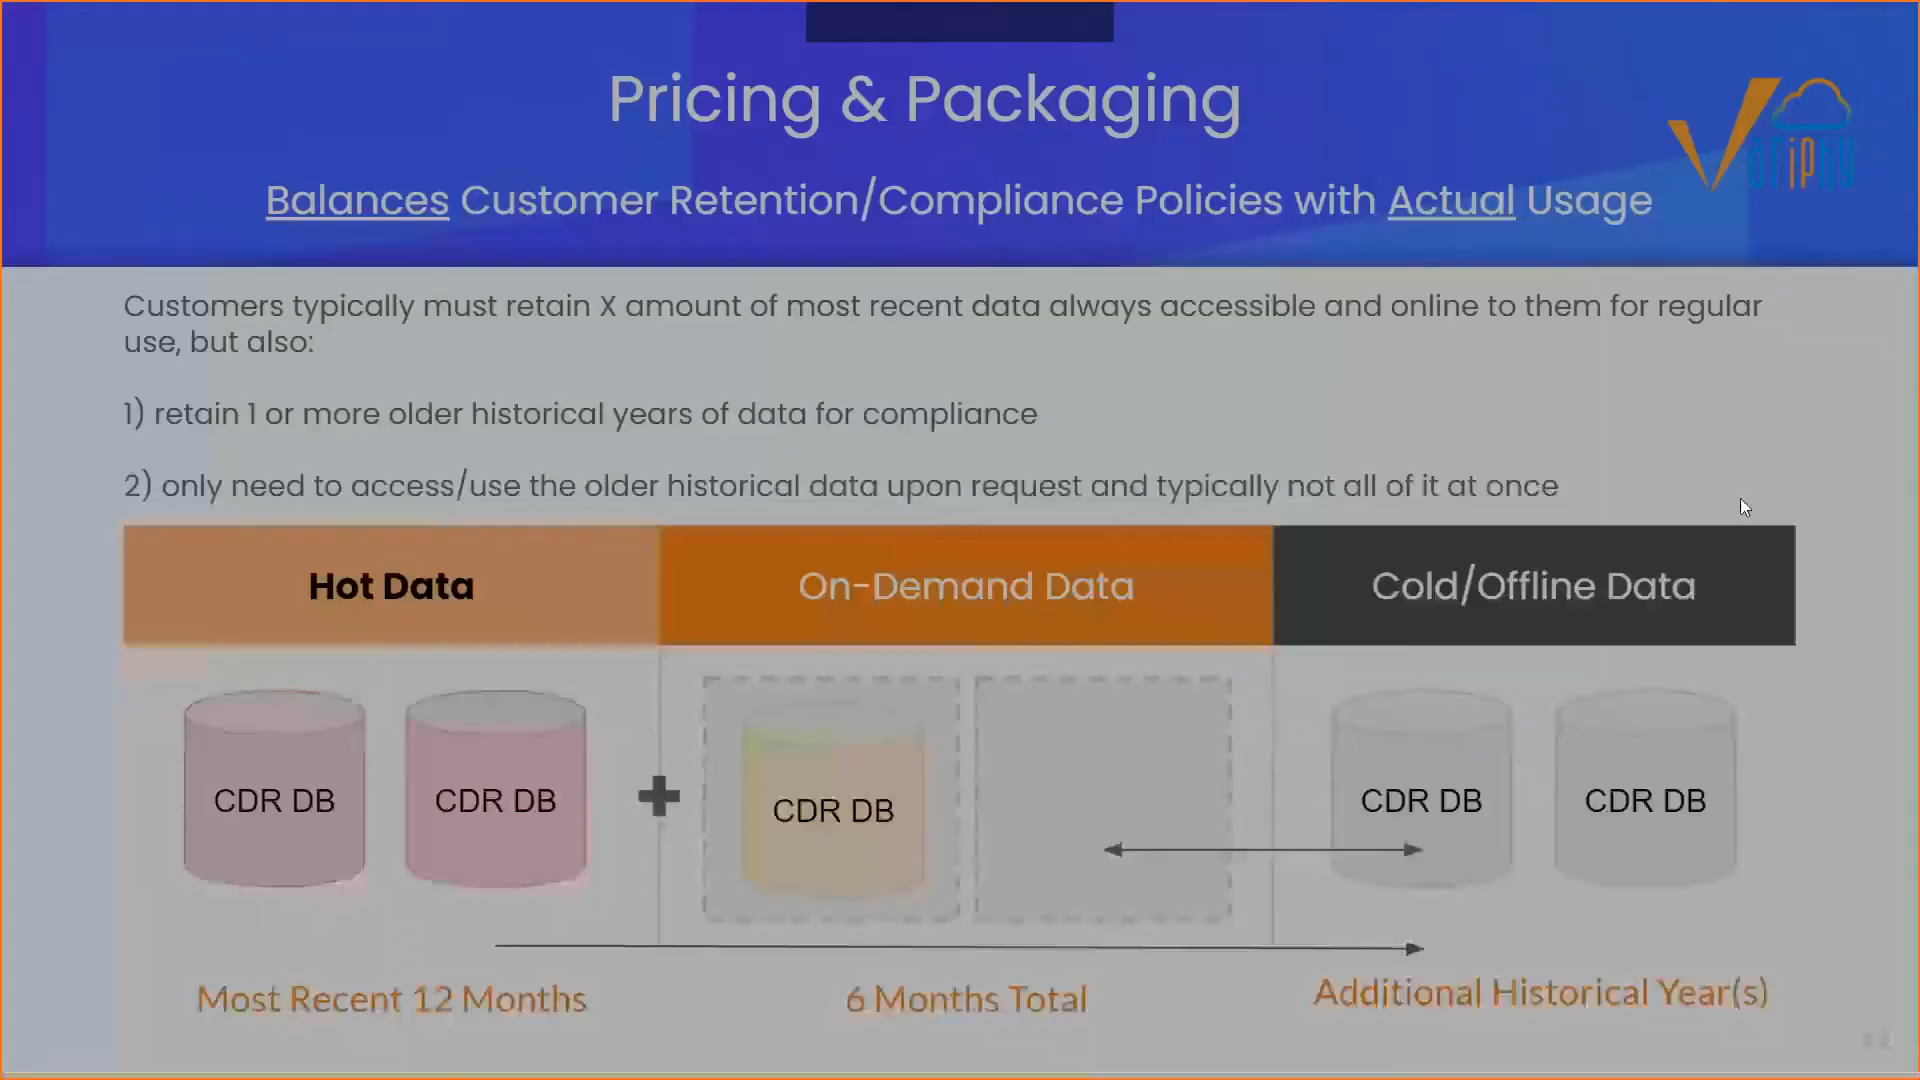 Pricing & Packaging
Variphy
Balances Customer Retention/Compliance Policies with Actual Usage
Customers typically must retain X amount of most recent data always accessible and online to them for regular
use, but also:
1) retain 1 or more older historical years of data for compliance
2) only need to access/use the older historical data upon request and typically not all of it at once
Hot Data
On-Demand Data
Cold/Offline Data
CDR DB
CDR DB
CDR DB
CDR DB
CDR DB
Most Recent 12 Months
6 Months Total
Additional Historical Year(s)